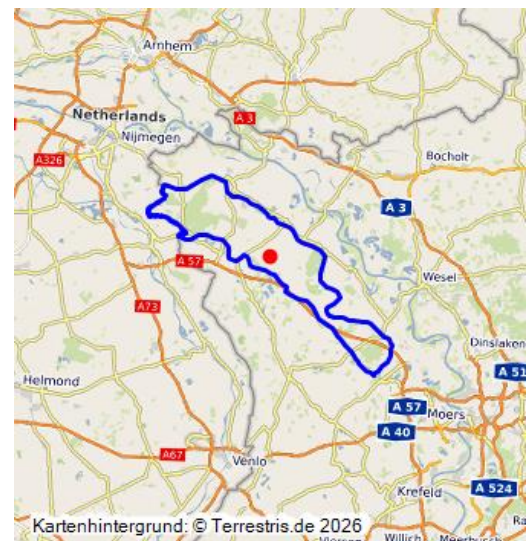 Arnhem
Netherlands
A 3
Nijmegen
A326
Bocholt
A 3
A 57
Wesel
A73
Dinslaken
A 51
Helmond
A 57
Moers
A 40
A67
Venlo
A 524
Krefeld
Willich
Kartenhintergrund: © Terrestris.de 2026